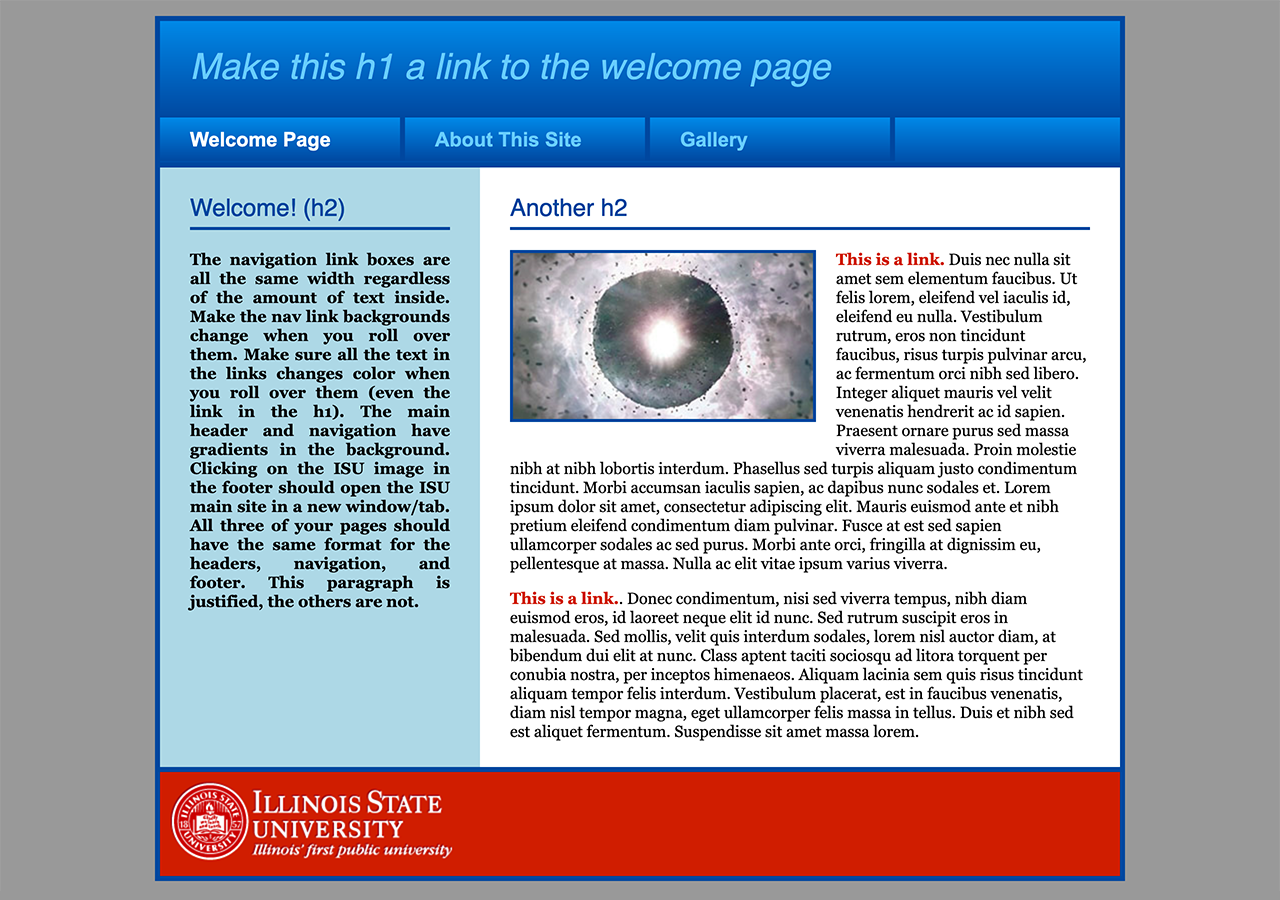 Make this h1 a link to the welcome page
Welcome Page
About This Site
Gallery
Welcome! (h2)
The navigation link boxes are
all the same width regardless
of the amount of text inside.
Make the nav link backgrounds
change when you roll over
them. Make sure all the text in
the links changes color when
you roll over them (even the
link in the h1). The main
header and navigation have
gradients in the background.
Clicking on the ISU image in
the footer should open the ISU
main site in a new window/tab.
All three of your pages should
have the same format for the
headers, navigation, and
footer. This paragraph is
justified, the others are not.
Another h2
This is a link. Duis nec nulla sit
amet sem elementum faucibus. Ut
felis lorem, eleifend vel iaculis id,
eleifend eu nulla. Vestibulum
rutrum, eros non tincidunt
faucibus, risus turpis pulvinar arcu,
ac fermentum orci nibh sed libero.
Integer aliquet mauris vel velit
venenatis hendrerit ac id sapien.
Praesent ornare purus sed massa
viverra malesuada. Proin molestie
nibh at nibh lobortis interdum. Phasellus sed turpis aliquam justo condimentum
tincidunt. Morbi accumsan iaculis sapien, ac dapibus nunc sodales et. Lorem
ipsum dolor sit amet, consectetur adipiscing elit. Mauris euismod ante et nibh
pretium eleifend condimentum diam pulvinar. Fusce at est sed sapien
ullamcorper sodales ac sed purus. Morbi ante orci, fringilla at dignissim eu,
pellentesque at massa. Nulla ac elit vitae ipsum varius viverra.
This is a link.. Donec condimentum, nisi sed viverra tempus, nibh diam
euismod eros, id laoreet neque elit id nunc. Sed rutrum suscipit eros in
malesuada. Sed mollis, velit quis interdum sodales, lorem nisl auctor diam, at
bibendum dui elit at nunc. Class aptent taciti sociosqu ad litora torquent per
conubia nostra, per inceptos himenaeos. Aliquam lacinia sem quis risus tincidunt
aliquam tempor felis interdum. Vestibulum placerat, est in faucibus venenatis,
diam nisl tempor magna, eget ullamcorper felis massa in tellus. Duis et nibh sed
est aliquet fermentum. Suspendisse sit amet massa lorem.
ILLINOIS STATE
UNIVERSITY
18 57
ILLINOIS STATE
UNIVERSITY
Illinois' first public university